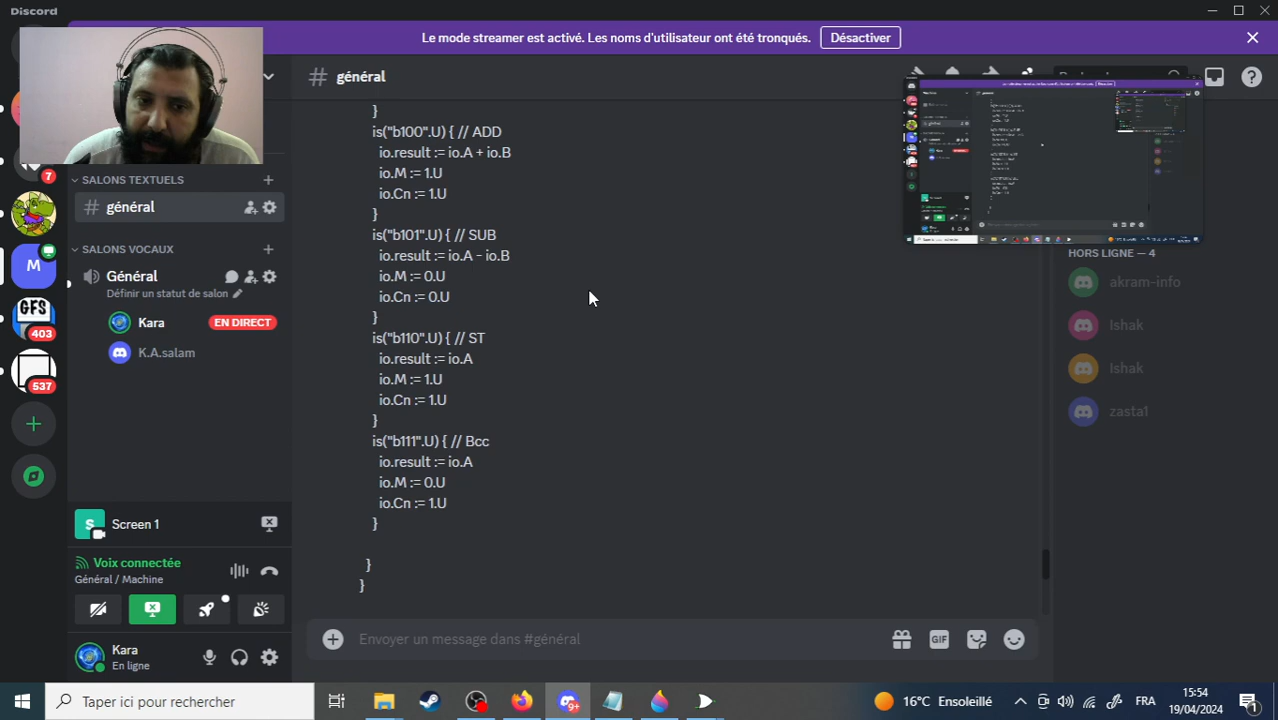 Discord
Le mode streamer est activé. Les noms d'utilisateur ont été tronqués.
Désactiver
général
SALONS TEXTUELS
général
SALONS VOCAUX
Général
Définir un statut de salon
Kara
EN DIRECT
K.A.salam
7
403
537
M
GFS
S
Screen 1
Voix connectée
Général / Machine
Kara
En ligne
}
is("b100".U) { // ADD
io.result := io.A + io.B
io.M := 1.U
io.Cn := 1.U
}
is("b101".U) { // SUB
io.result := io.A - io.B
io.M := 0.U
io.Cn := 0.U
}
is("b110".U) { // ST
io.result := io.A
io.M := 1.U
io.Cn := 1.U
}
is("b111".U) { // Bcc
io.result := io.A
io.M := 0.U
io.Cn := 1.U
}
}
}
Envoyer un message dans #général
GIF
HORS LIGNE — 4
akram-info
Ishak
Ishak
zasta1
Taper ici pour rechercher
9+
16°C Ensoleillé
FRA
15:54
19/04/2024
1